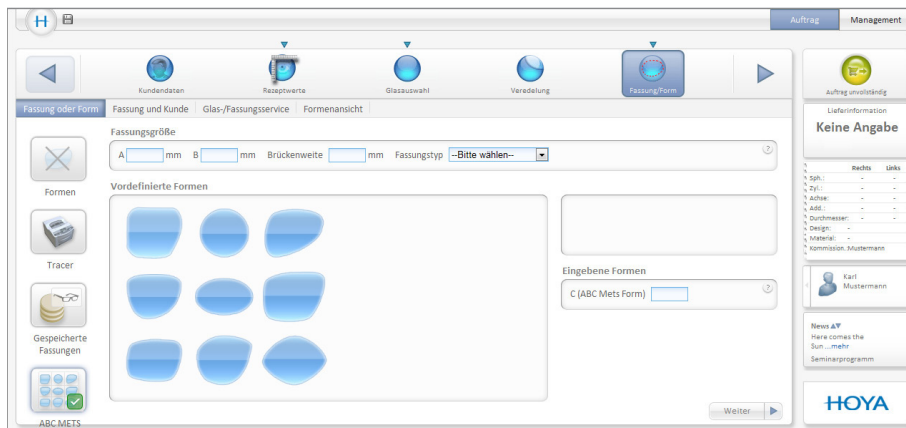 H
Auftrag Management
Kundendaten Rezeptwerte Glasauswahl Veredelung Fassung/Form
Auftrag unvollständig
Fassung oder Form Fassung und Kunde Glas-/Fassungsservice Formenansicht
Lieferinformation
Keine Angabe
Fassungsgröße
A mm B mm Brückenweite mm Fassungstyp --Bitte wählen--
Formen
Vordefinierte Formen
Rechts Links
Sph.: - -
Zyl.: - -
Achse: - -
Add.: - -
Durchmesser: - -
Design: -
Material: -
Kommission.:Mustermann
Tracer
Eingebene Formen
C (ABC Mets Form)
Karl
Mustermann
Gespeicherte
Fassungen
News
Here comes the
Sun ...mehr
Seminarprogramm
ABC METS
Weiter
HOYA